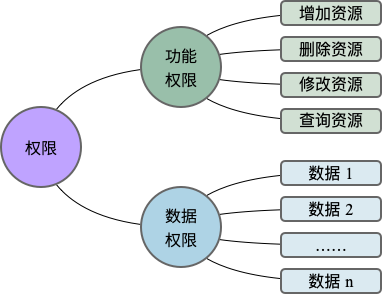 权限
功能
权限
增加资源
删除资源
修改资源
查询资源
数据
权限
数据 1
数据 2
……
数据 n